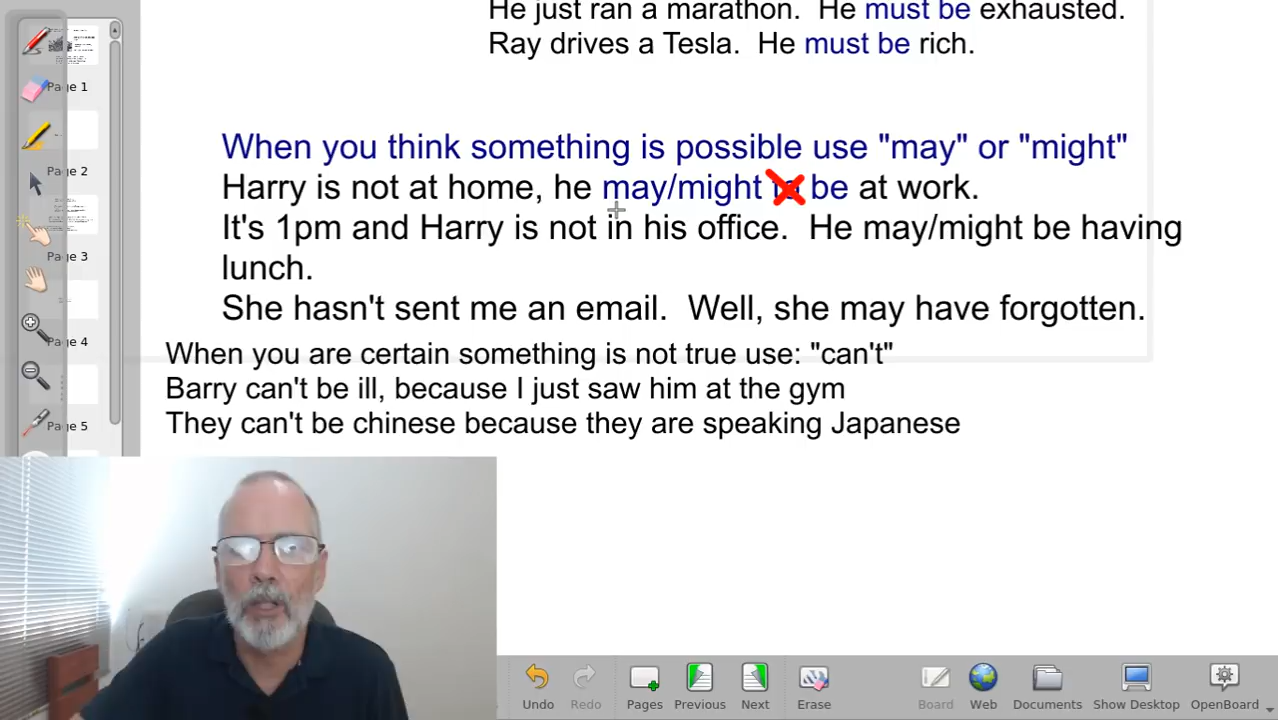 He just ran a marathon.  He must be exhausted.
Ray drives a Tesla.  He must be rich.
When you think something is possible use "may" or "might"
Harry is not at home, he may/might to be at work.
It's 1pm and Harry is not in his office.  He may/might be having
lunch.
She hasn't sent me an email.  Well, she may have forgotten.
When you are certain something is not true use: "can't"
Barry can't be ill, because I just saw him at the gym
They can't be chinese because they are speaking Japanese
Page 1
Page 2
Page 3
Page 4
Page 5
Undo
Redo
Pages
Previous
Next
Erase
Board
Web
Documents
Show Desktop
OpenBoard